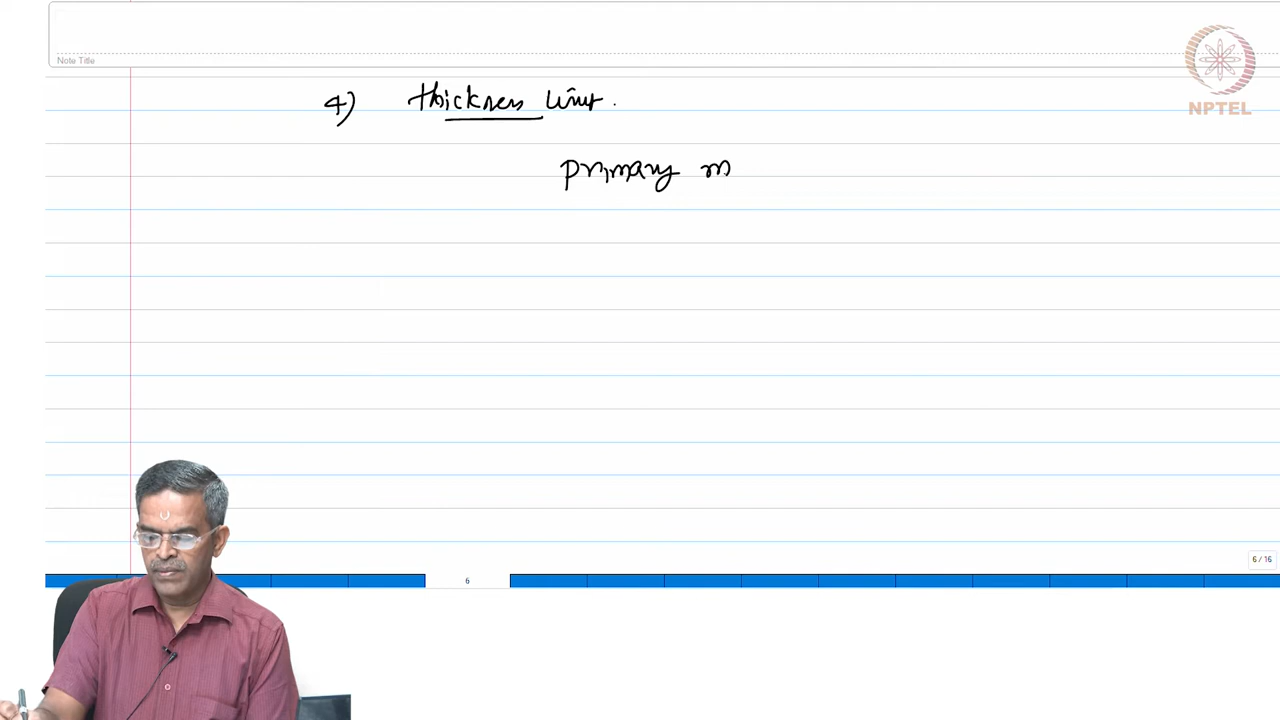 NPTEL
Note Title
4) thickness limit.
primary m
6 / 16
6